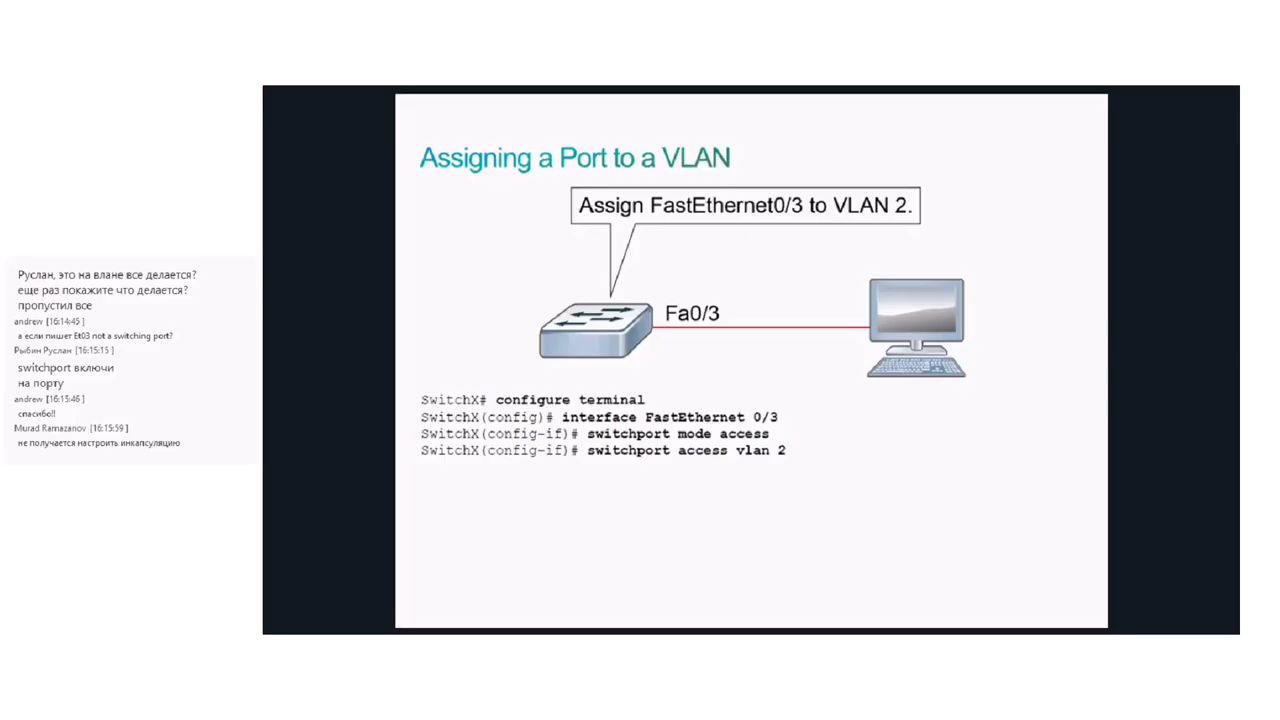 Руслан, это на влане все делается?
еще раз покажите что делается?
пропустил все
andrew [16:14:45 ]
а если пишет Et03 not a switching port?
Рыбин Руслан [16:15:15 ]
switchport включи
на порту
andrew [16:15:46 ]
спасибо!!
Murad Ramazanov [16:15:59 ]
не получается настроить инкапсуляцию
Assigning a Port to a VLAN
Assign FastEthernet0/3 to VLAN 2.
Fa0/3
SwitchX# configure terminal
SwitchX(config)# interface FastEthernet 0/3
SwitchX(config-if)# switchport mode access
SwitchX(config-if)# switchport access vlan 2